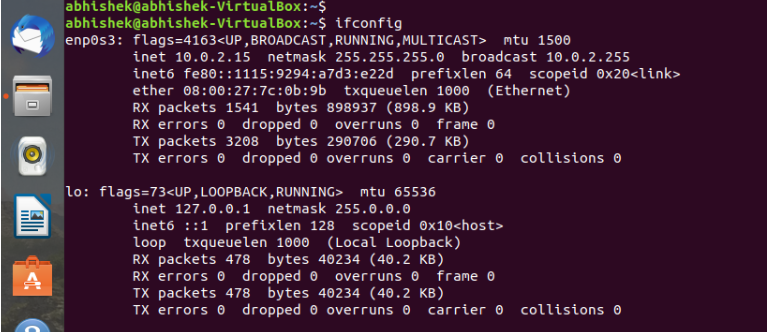 abhishek@abhishek-VirtualBox:~$
abhishek@abhishek-VirtualBox:~$ ifconfig
enp0s3: flags=4163<UP,BROADCAST,RUNNING,MULTICAST>  mtu 1500
        inet 10.0.2.15  netmask 255.255.255.0  broadcast 10.0.2.255
        inet6 fe80::1115:9294:a7d3:e22d  prefixlen 64  scopeid 0x20<link>
        ether 08:00:27:7c:0b:9b  txqueuelen 1000  (Ethernet)
        RX packets 1541  bytes 898937 (898.9 KB)
        RX errors 0  dropped 0  overruns 0  frame 0
        TX packets 3208  bytes 290706 (290.7 KB)
        TX errors 0  dropped 0 overruns 0  carrier 0  collisions 0

lo: flags=73<UP,LOOPBACK,RUNNING>  mtu 65536
        inet 127.0.0.1  netmask 255.0.0.0
        inet6 ::1  prefixlen 128  scopeid 0x10<host>
        loop  txqueuelen 1000  (Local Loopback)
        RX packets 478  bytes 40234 (40.2 KB)
        RX errors 0  dropped 0  overruns 0  frame 0
        TX packets 478  bytes 40234 (40.2 KB)
        TX errors 0  dropped 0 overruns 0  carrier 0  collisions 0